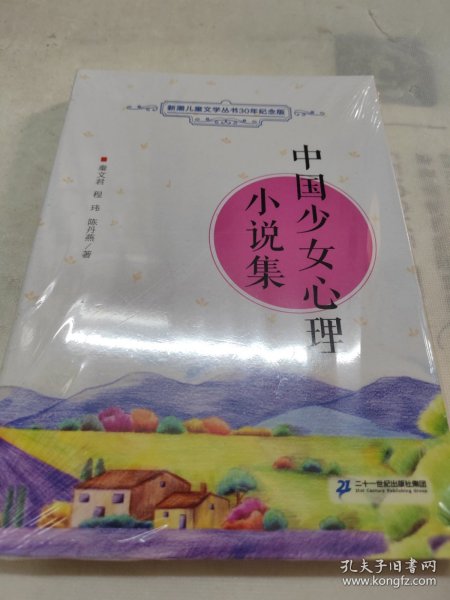 新潮儿童文学丛书30年纪念版
中国少女心理
小说集
秦文君 程玮 陈丹燕/著
二十一世纪出版社集团
21st Century Publishing Group
孔夫子旧书网
www.kongfz.com